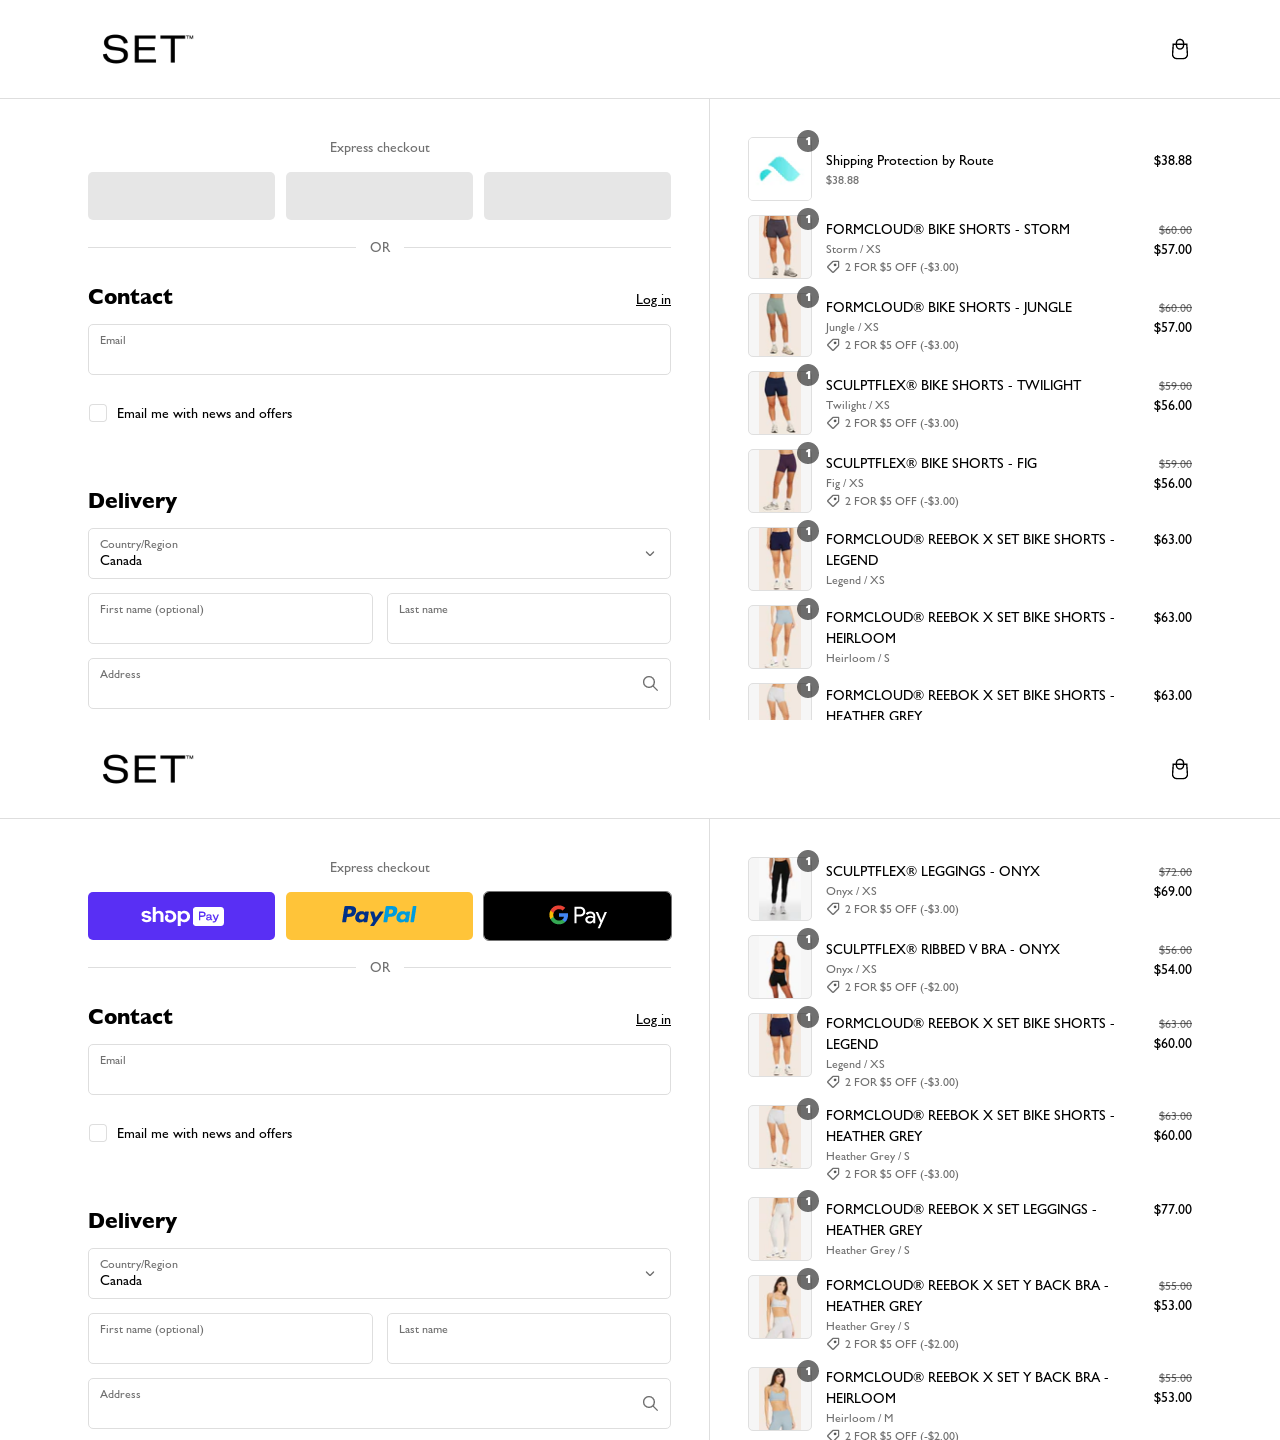 SET™
Express checkout
OR
Contact
Log in
Email
Email me with news and offers
Delivery
Country/Region
Canada
First name (optional)
Last name
Address
1
Shipping Protection by Route
$38.88
$38.88
1
FORMCLOUD® BIKE SHORTS - STORM
$60.00
Storm / XS
$57.00
2 FOR $5 OFF (-$3.00)
1
FORMCLOUD® BIKE SHORTS - JUNGLE
$60.00
Jungle / XS
$57.00
2 FOR $5 OFF (-$3.00)
1
SCULPTFLEX® BIKE SHORTS - TWILIGHT
$59.00
Twilight / XS
$56.00
2 FOR $5 OFF (-$3.00)
1
SCULPTFLEX® BIKE SHORTS - FIG
$59.00
Fig / XS
$56.00
2 FOR $5 OFF (-$3.00)
1
FORMCLOUD® REEBOK X SET BIKE SHORTS -
$63.00
LEGEND
Legend / XS
1
FORMCLOUD® REEBOK X SET BIKE SHORTS -
$63.00
HEIRLOOM
Heirloom / S
1
FORMCLOUD® REEBOK X SET BIKE SHORTS -
$63.00
HEATHER GREY
SET™
Express checkout
shop Pay
PayPal
G Pay
OR
Contact
Log in
Email
Email me with news and offers
Delivery
Country/Region
Canada
First name (optional)
Last name
Address
1
SCULPTFLEX® LEGGINGS - ONYX
$72.00
Onyx / XS
$69.00
2 FOR $5 OFF (-$3.00)
1
SCULPTFLEX® RIBBED V BRA - ONYX
$56.00
Onyx / XS
$54.00
2 FOR $5 OFF (-$2.00)
1
FORMCLOUD® REEBOK X SET BIKE SHORTS -
$63.00
LEGEND
$60.00
Legend / XS
2 FOR $5 OFF (-$3.00)
1
FORMCLOUD® REEBOK X SET BIKE SHORTS -
$63.00
HEATHER GREY
$60.00
Heather Grey / S
2 FOR $5 OFF (-$3.00)
1
FORMCLOUD® REEBOK X SET LEGGINGS -
$77.00
HEATHER GREY
Heather Grey / S
1
FORMCLOUD® REEBOK X SET Y BACK BRA -
$55.00
HEATHER GREY
$53.00
Heather Grey / S
2 FOR $5 OFF (-$2.00)
1
FORMCLOUD® REEBOK X SET Y BACK BRA -
$55.00
HEIRLOOM
$53.00
Heirloom / M
2 FOR $5 OFF (-$2.00)